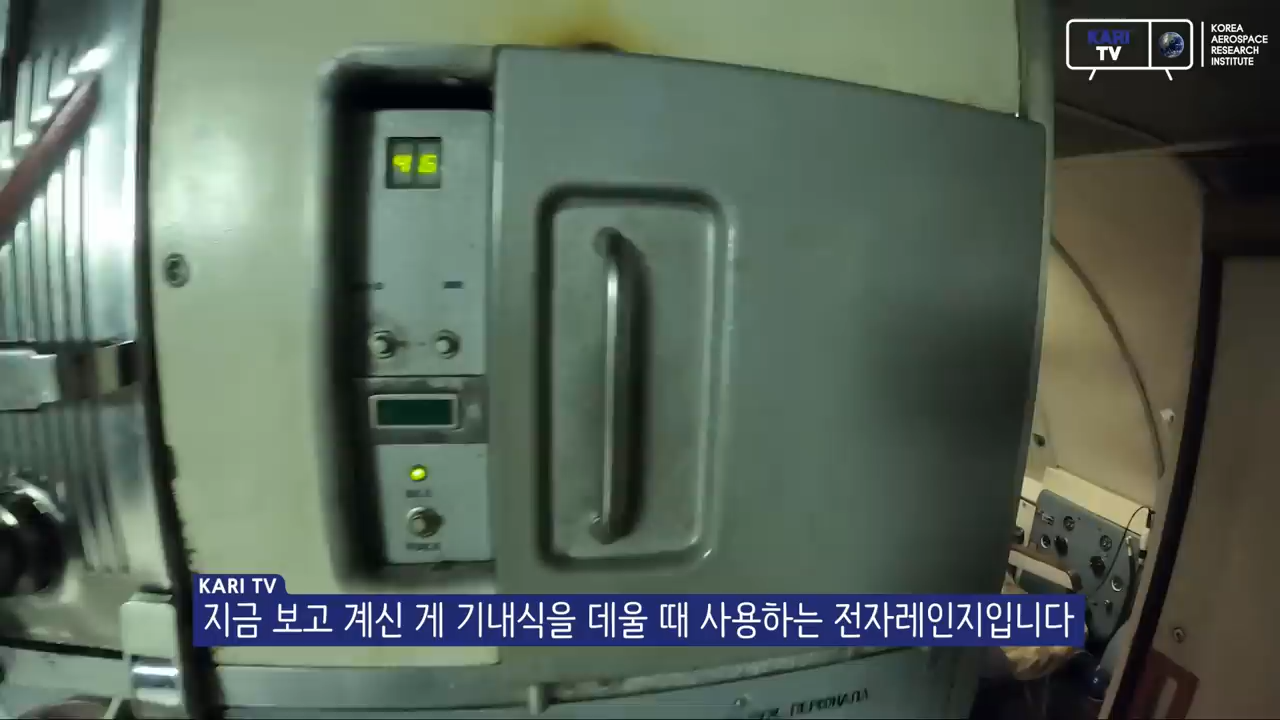 KARI
TV
KOREA
AEROSPACE
RESEARCH
INSTITUTE
45
KARI TV
지금 보고 계신 게 기내식을 데울 때 사용하는 전자레인지입니다
ПЕРСОНАЛА